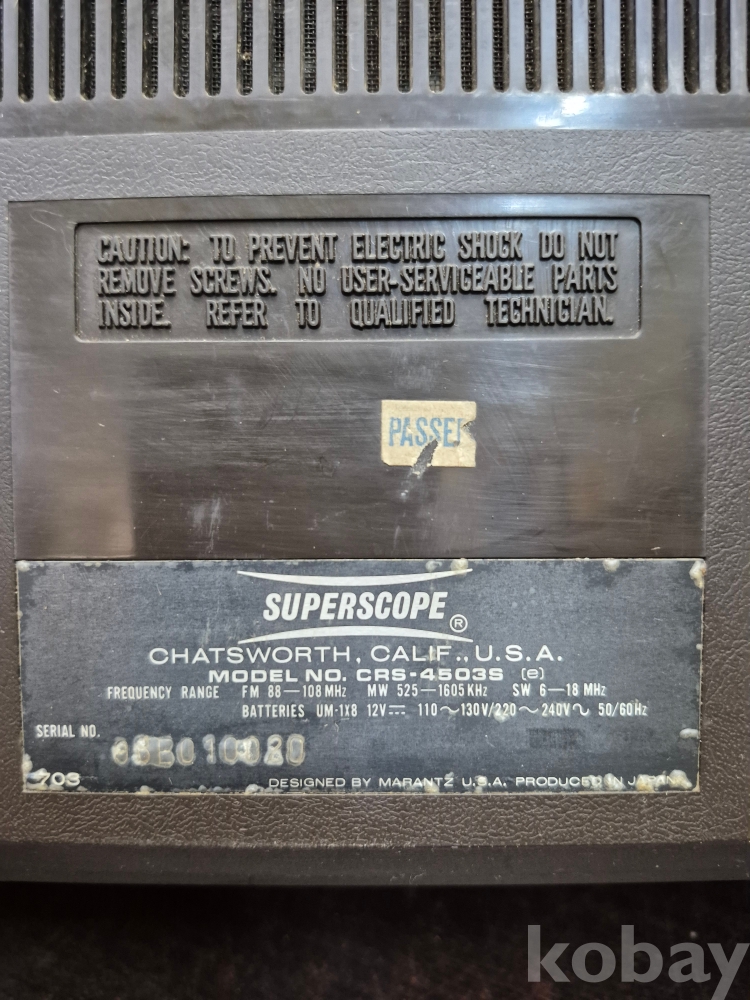 CAUTION: TO PREVENT ELECTRIC SHOCK DO NOT
REMOVE SCREWS. NO USER-SERVICEABLE PARTS
INSIDE. REFER TO QUALIFIED TECHNICIAN.
PASSE
SUPERSCOPE ®
CHATSWORTH, CALIF., U.S.A.
MODEL NO. CRS-4503S (e)
FREQUENCY RANGE FM 88—108MHz MW 525—1605KHz SW 6—18MHz
BATTERIES UM-1X8 12V⎓ 110～130V/220～240V∿ 50/60Hz
SERIAL NO.
703 DESIGNED BY MARANTZ U.S.A. PRODUCED IN JAPAN
kobay